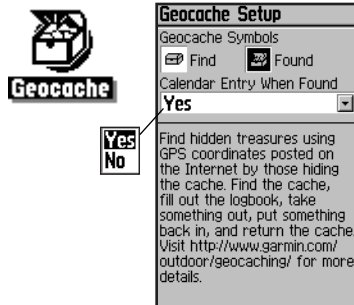 Geocache
Geocache Setup
Geocache Symbols
Find Found
Calendar Entry When Found
Yes
Yes
No
Find hidden treasures using
GPS coordinates posted on
the Internet by those hiding
the cache. Find the cache,
fill out the logbook, take
something out, put something
back in, and return the cache.
Visit http://www.garmin.com/
outdoor/geocaching/ for more
details.